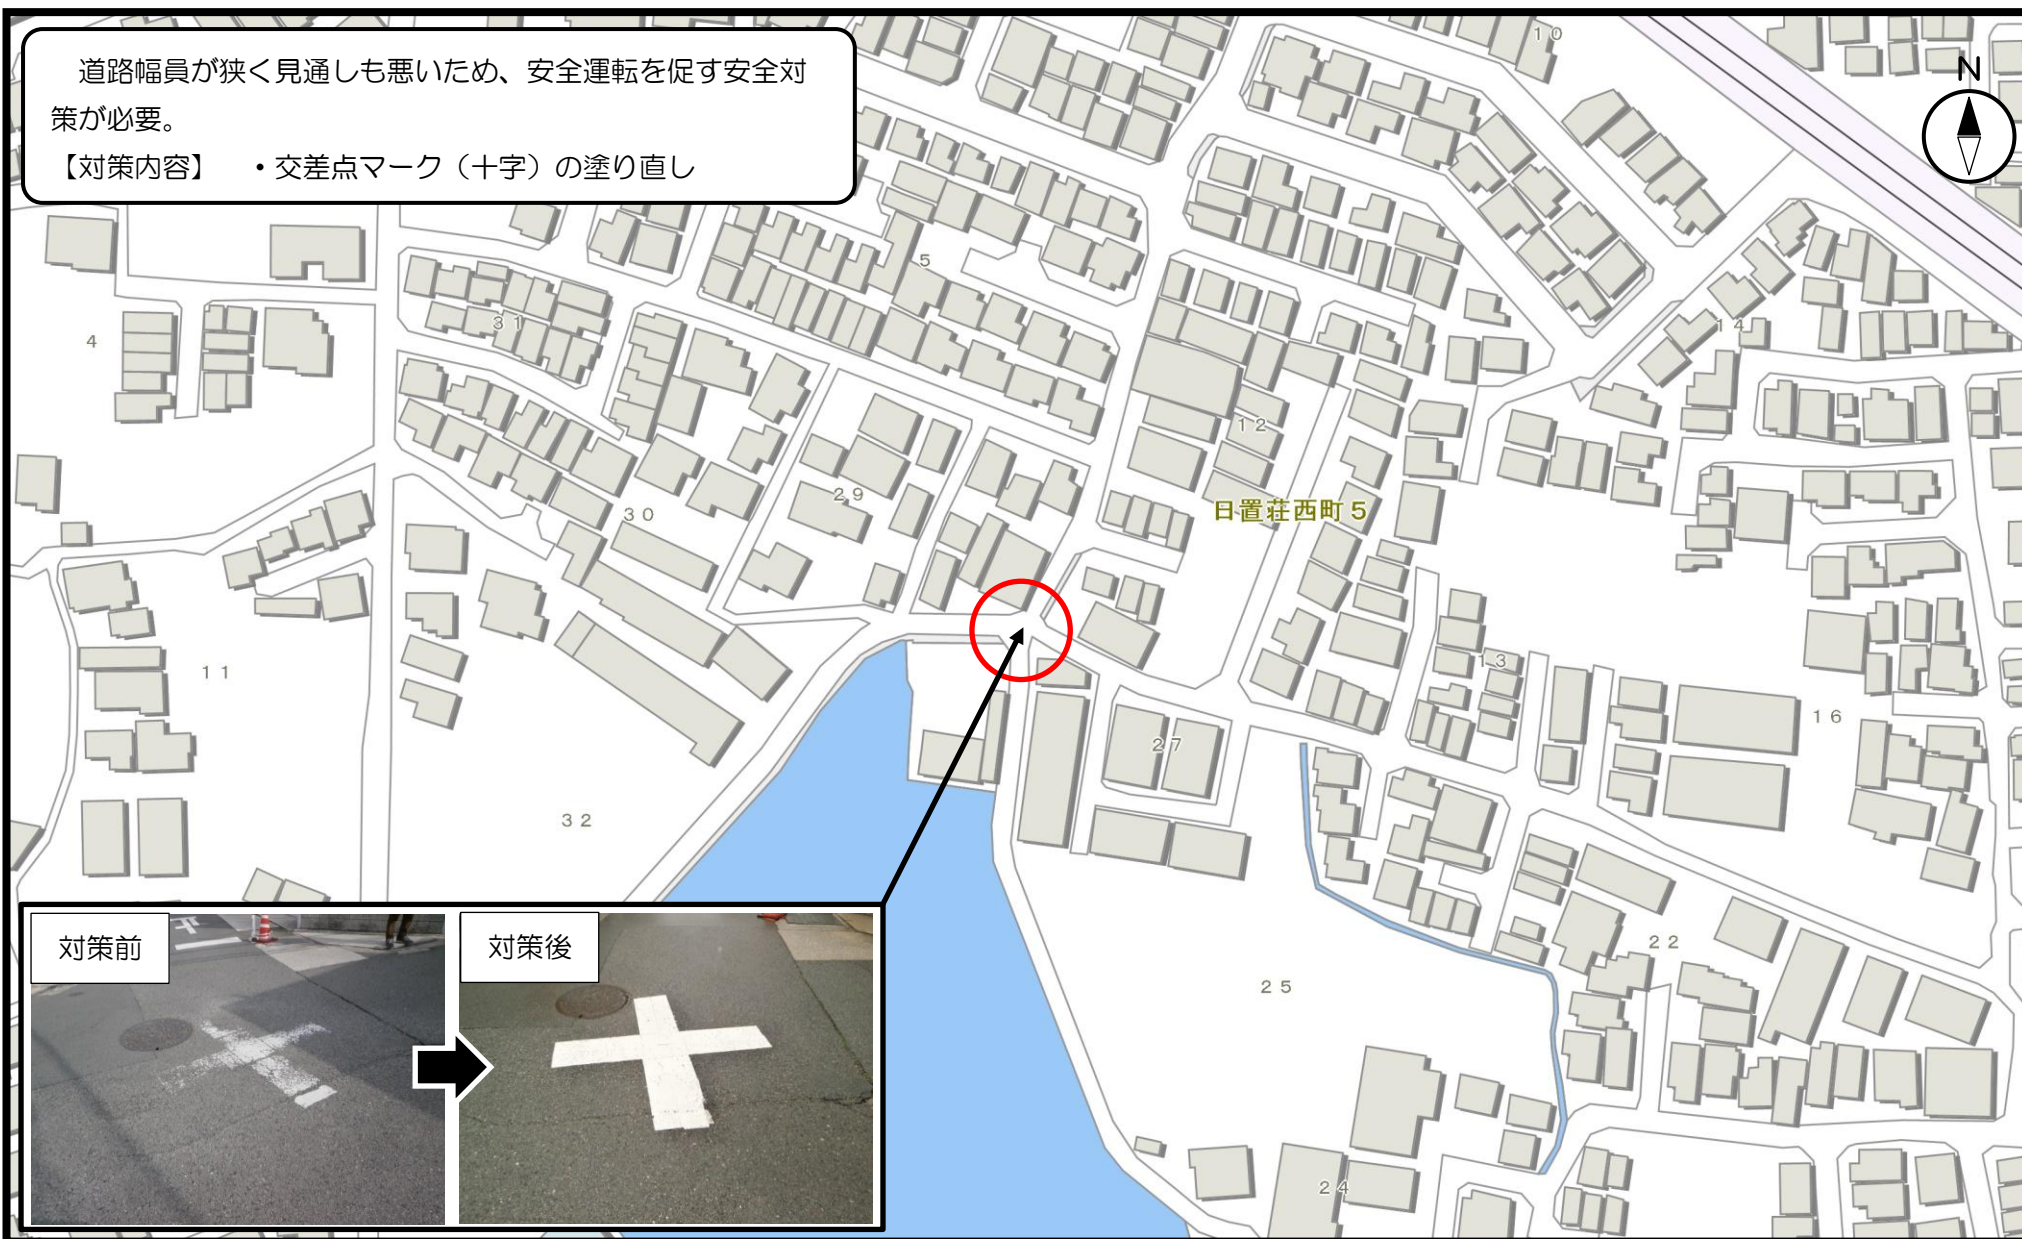 道路幅員が狭く見通しも悪いため、安全運転を促す安全対
策が必要。
【対策内容】　・交差点マーク（十字）の塗り直し
N
10
5
4
31
14
12
29
30
日置荘西町5
11
13
16
27
32
22
25
24
対策前
対策後